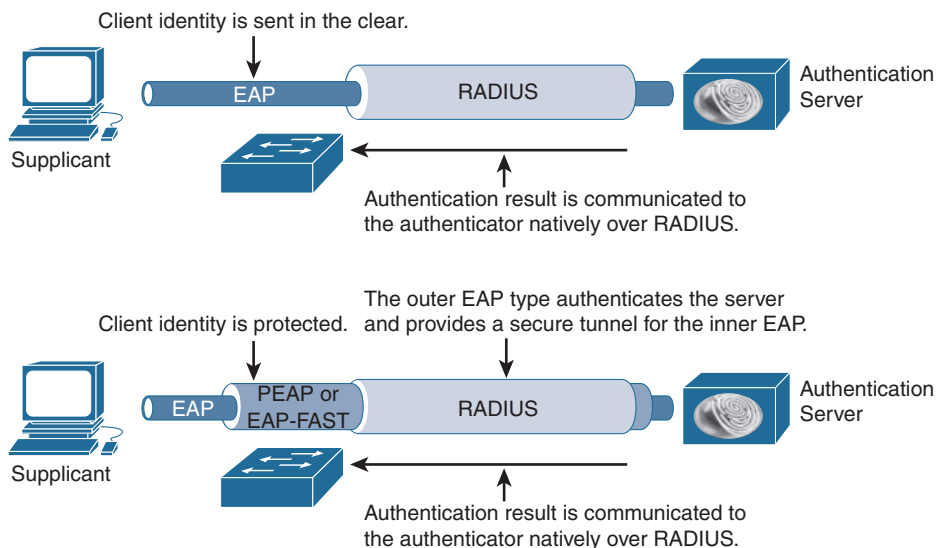 Client identity is sent in the clear.
EAP
RADIUS
Authentication
Server
Supplicant
Authentication result is communicated to
the authenticator natively over RADIUS.
The outer EAP type authenticates the server
and provides a secure tunnel for the inner EAP.
Client identity is protected.
EAP
PEAP or
EAP-FAST
RADIUS
Authentication
Server
Supplicant
Authentication result is communicated to
the authenticator natively over RADIUS.